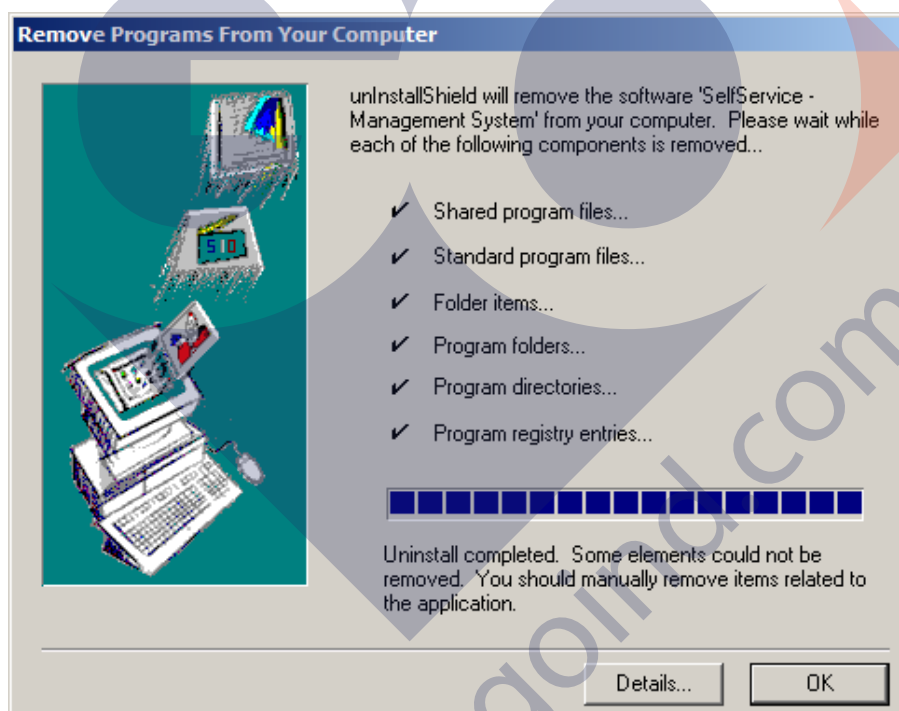 Remove Programs From Your Computer
unInstallShield will remove the software 'SelfService -
Management System' from your computer.  Please wait while
each of the following components is removed...
✔ Shared program files...
✔ Standard program files...
✔ Folder items...
✔ Program folders...
✔ Program directories...
✔ Program registry entries...
Uninstall completed.  Some elements could not be
removed.  You should manually remove items related to
the application.
Details...
OK
goind.com